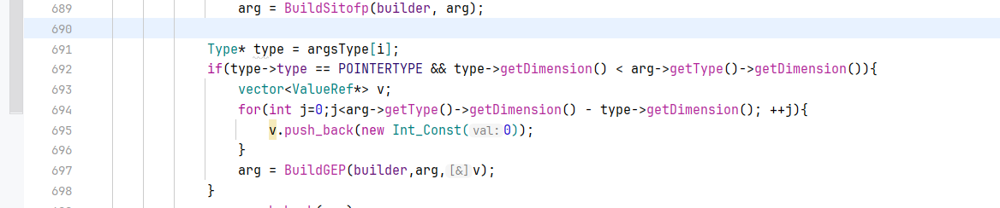 689 arg = BuildSitofp(builder, arg);
690
691 Type* type = argsType[i];
692 if(type->type == POINTERTYPE && type->getDimension() < arg->getType()->getDimension()){
693 vector<ValueRef*> v;
694 for(int j=0;j<arg->getType()->getDimension() - type->getDimension(); ++j){
695 v.push_back(new Int_Const( val: 0));
696 }
697 arg = BuildGEP(builder,arg, [&] v);
698 }